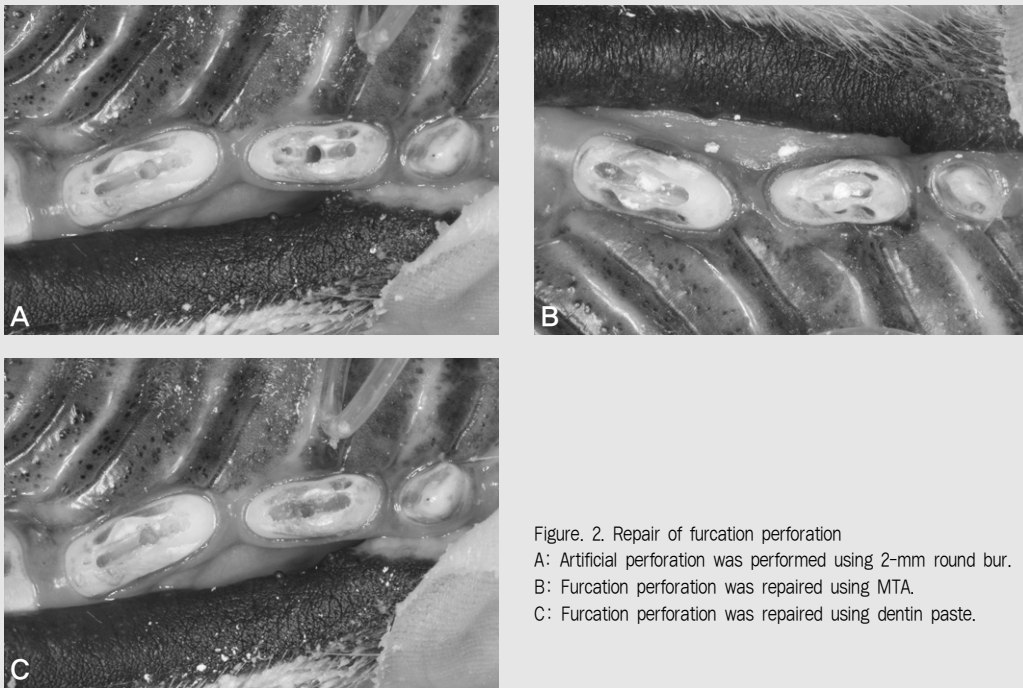 A
B
C
Figure. 2. Repair of furcation perforation
A: Artificial perforation was performed using 2-mm round bur.
B: Furcation perforation was repaired using MTA.
C: Furcation perforation was repaired using dentin paste.